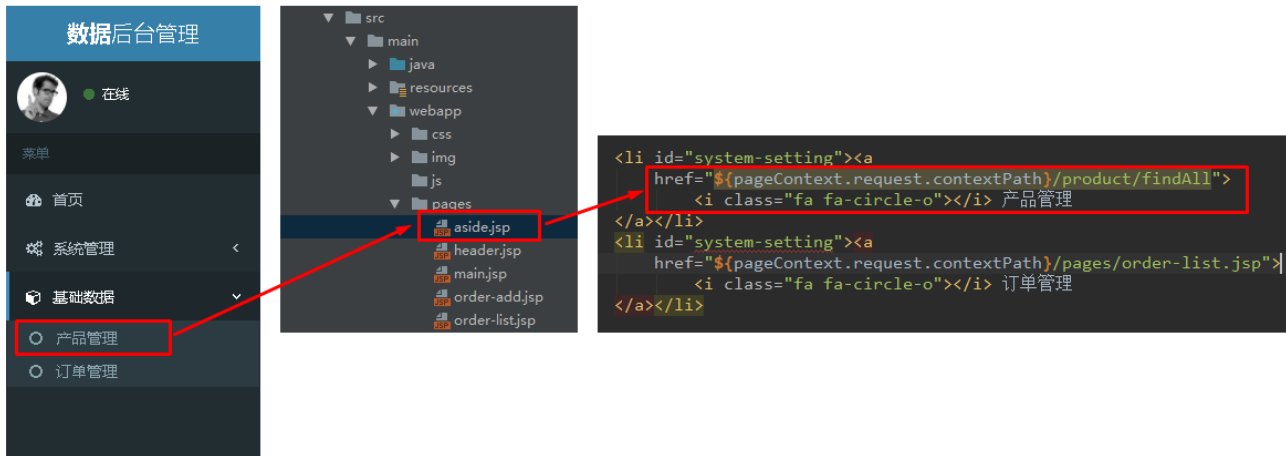 数据后台管理
在线
菜单
首页
系统管理
基础数据
产品管理
订单管理
src
main
java
resources
webapp
css
img
js
pages
aside.jsp
header.jsp
main.jsp
order-add.jsp
order-list.jsp
<li id="system-setting"><a
href="${pageContext.request.contextPath}/product/findAll">
<i class="fa fa-circle-o"></i> 产品管理
</a></li>
<li id="system-setting"><a
href="${pageContext.request.contextPath}/pages/order-list.jsp">
<i class="fa fa-circle-o"></i> 订单管理
</a></li>